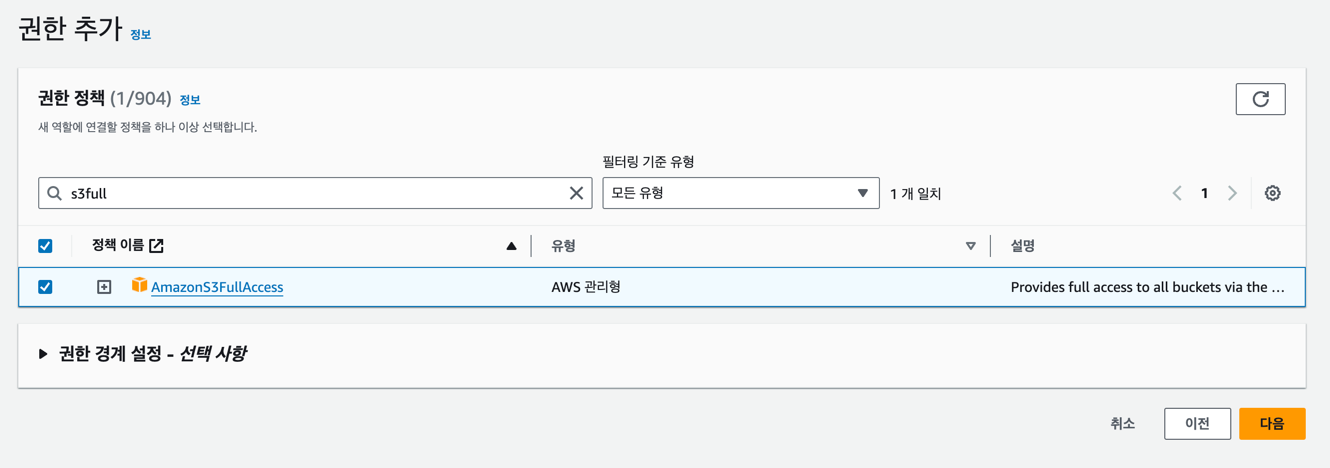 권한 추가 정보
권한 정책 (1/904) 정보
새 역할에 연결할 정책을 하나 이상 선택합니다.
필터링 기준 유형
s3full 모든 유형 1 개 일치 1
정책 이름 유형 설명
AmazonS3FullAccess AWS 관리형 Provides full access to all buckets via the ...
권한 경계 설정 - 선택 사항
취소 이전 다음